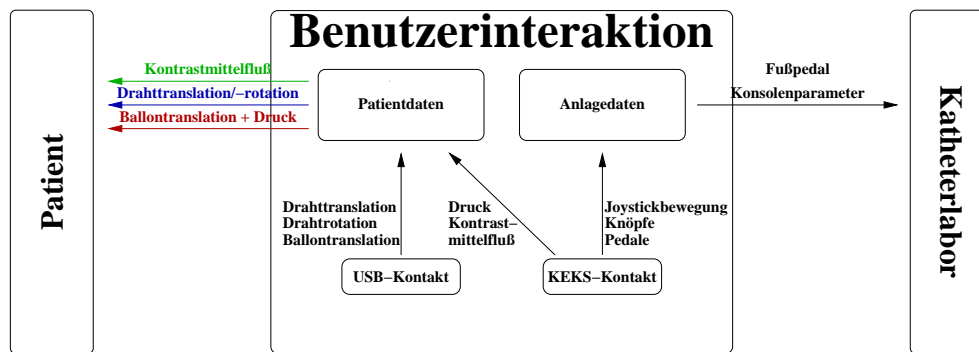 Benutzerinteraktion
Patient
Kontrastmittelfluß
Drahttranslation/−rotation
Ballontranslation + Druck
Patientdaten
Anlagedaten
Fußpedal
Konsolenparameter
Katheterlabor
Drahttranslation
Drahtrotation
Ballontranslation
Druck
Kontrast−
mittelfluß
Joystickbewegung
Knöpfe
Pedale
USB−Kontakt
KEKS−Kontakt